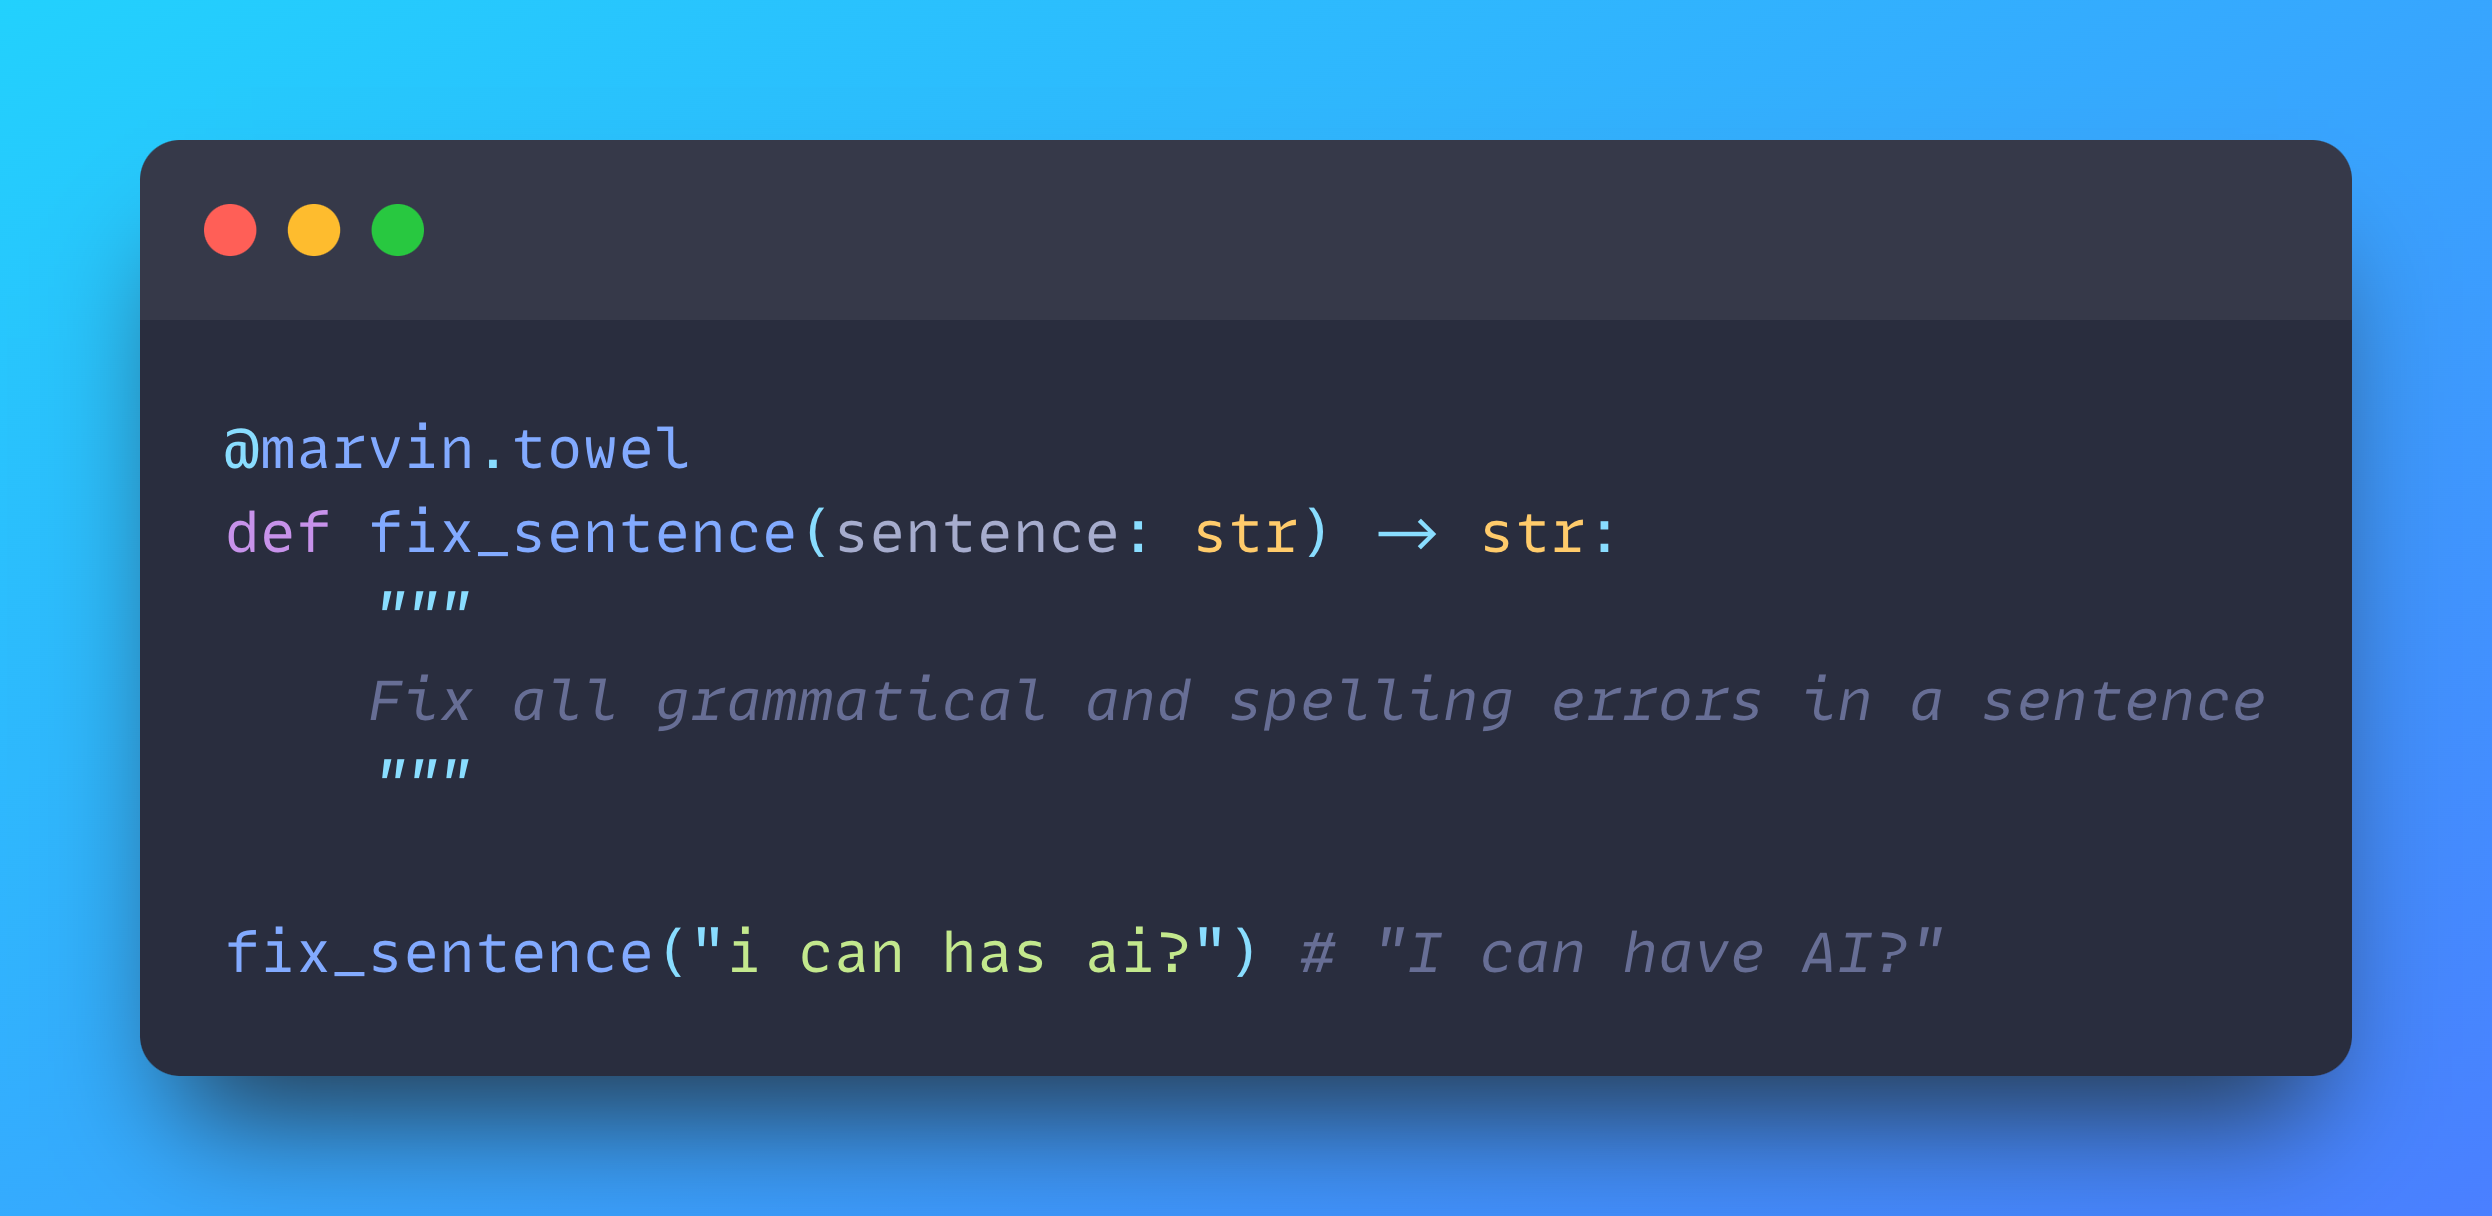 @marvin.towel
def fix_sentence(sentence: str) -> str:
    """
    Fix all grammatical and spelling errors in a sentence
    """

fix_sentence("i can has ai?") # "I can have AI?"